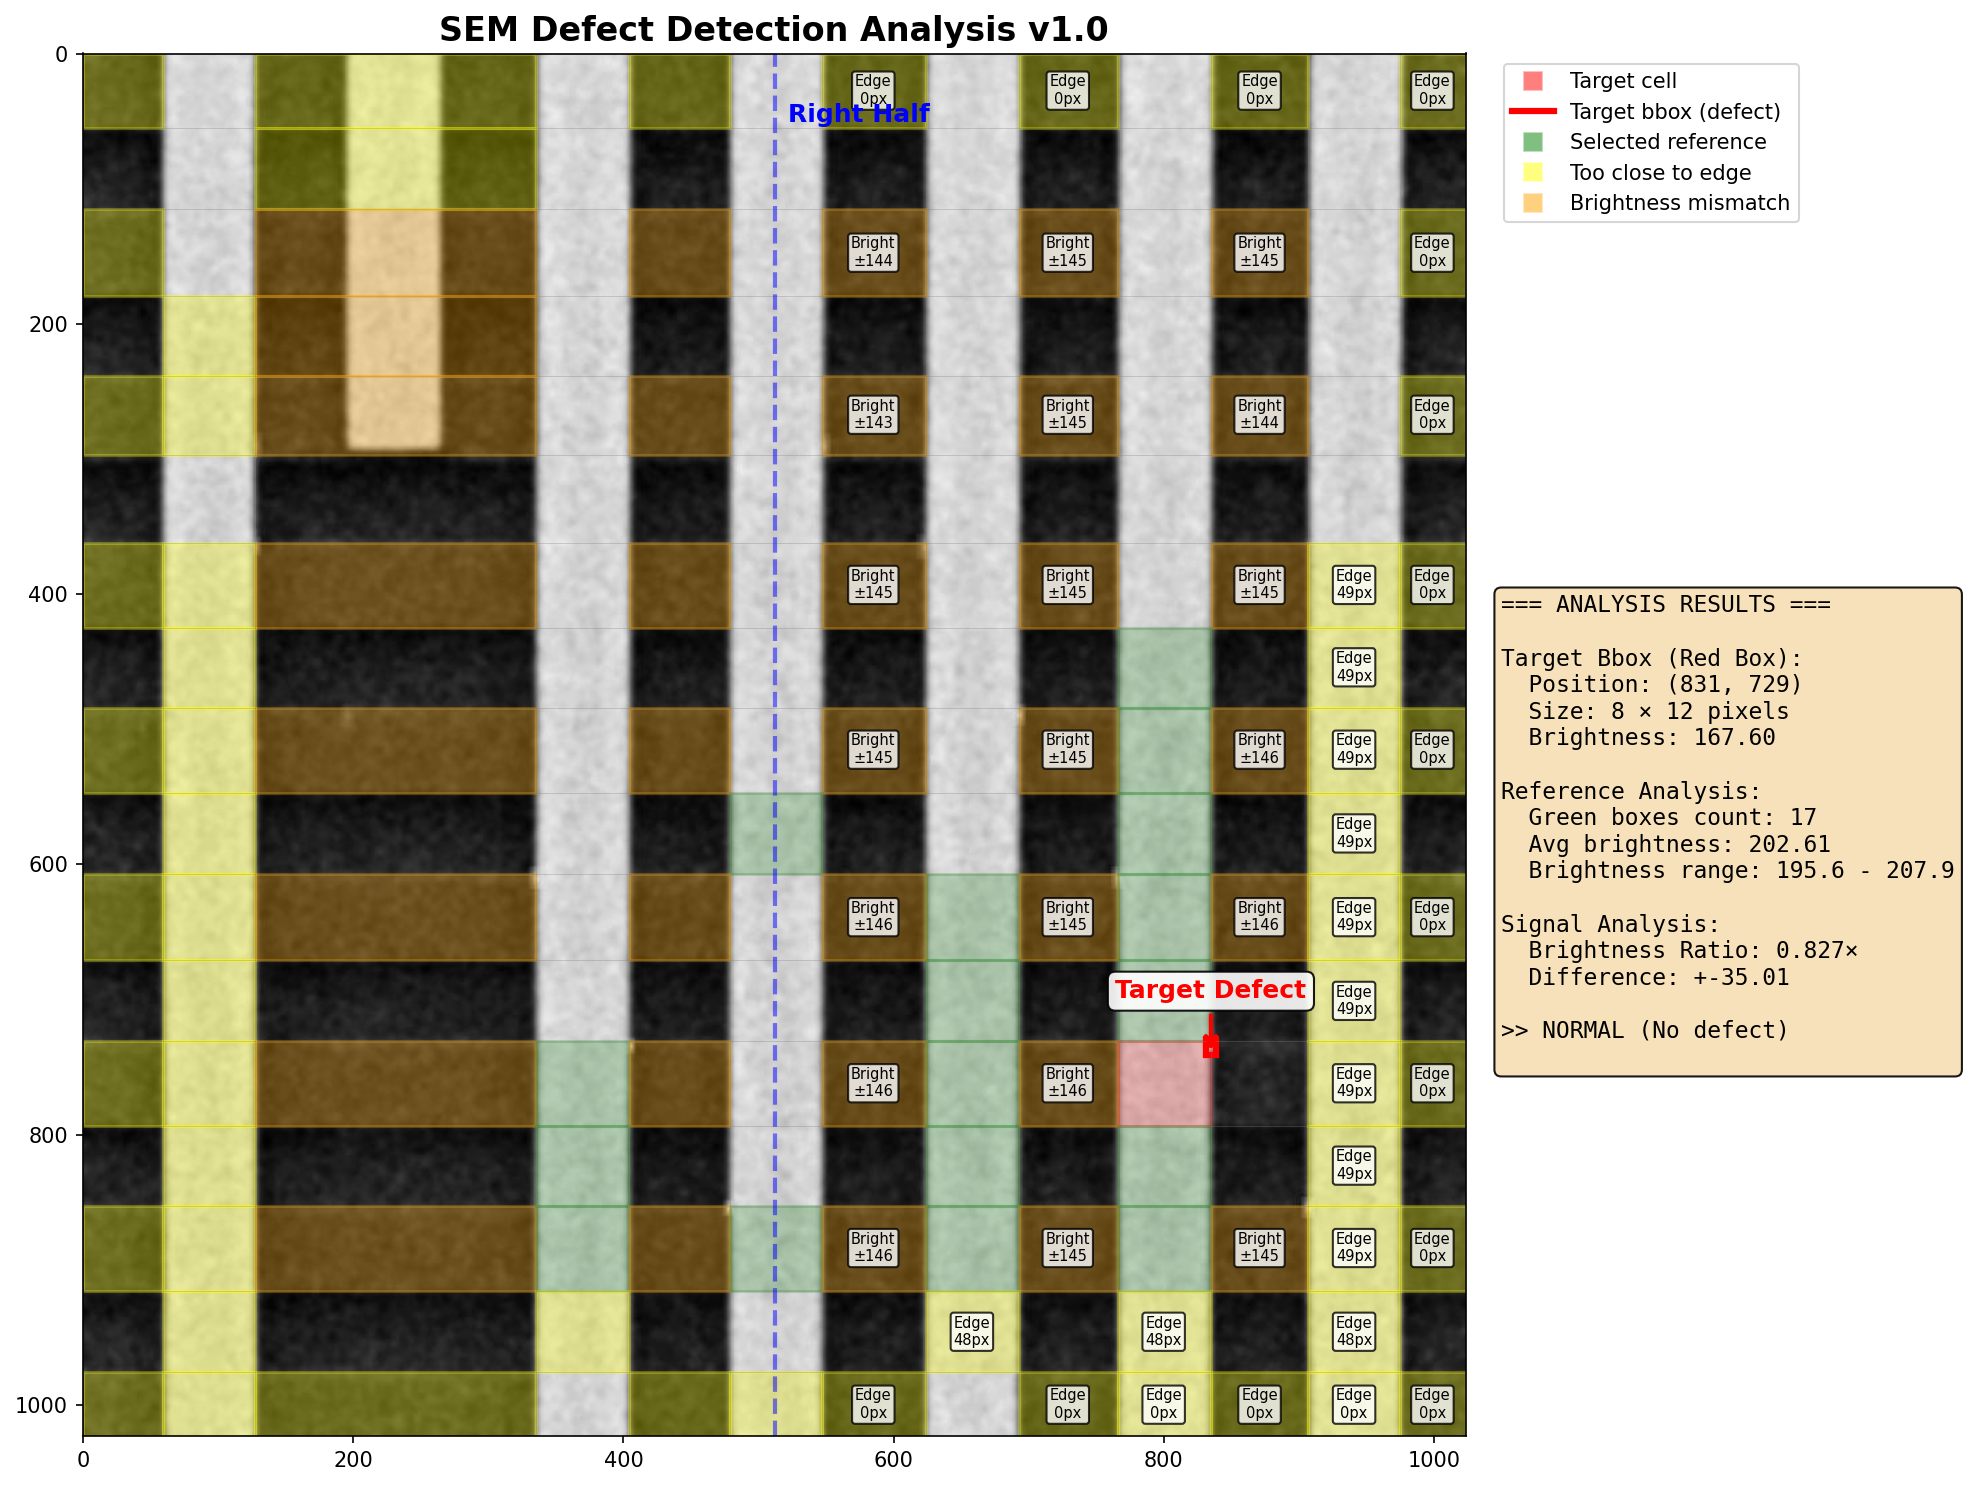 SEM Defect Detection Analysis v1.0
0
200
400
600
800
1000
0
200
400
600
800
1000
Right Half
Edge
0px
Edge
0px
Edge
0px
Edge
0px
Bright
±144
Bright
±145
Bright
±145
Edge
0px
Bright
±143
Bright
±145
Bright
±144
Edge
0px
Bright
±145
Bright
±145
Bright
±145
Edge
49px
Edge
0px
Edge
49px
Bright
±145
Bright
±145
Bright
±146
Edge
49px
Edge
0px
Edge
49px
Bright
±146
Bright
±145
Bright
±146
Edge
49px
Edge
0px
Target Defect
Edge
49px
Bright
±146
Bright
±146
Edge
49px
Edge
0px
Edge
49px
Bright
±146
Bright
±145
Bright
±145
Edge
49px
Edge
0px
Edge
48px
Edge
48px
Edge
48px
Edge
0px
Edge
0px
Edge
0px
Edge
0px
Edge
0px
Edge
0px
Target cell
Target bbox (defect)
Selected reference
Too close to edge
Brightness mismatch
=== ANALYSIS RESULTS ===
Target Bbox (Red Box):
Position: (831, 729)
Size: 8 × 12 pixels
Brightness: 167.60
Reference Analysis:
Green boxes count: 17
Avg brightness: 202.61
Brightness range: 195.6 - 207.9
Signal Analysis:
Brightness Ratio: 0.827×
Difference: +-35.01
>> NORMAL (No defect)